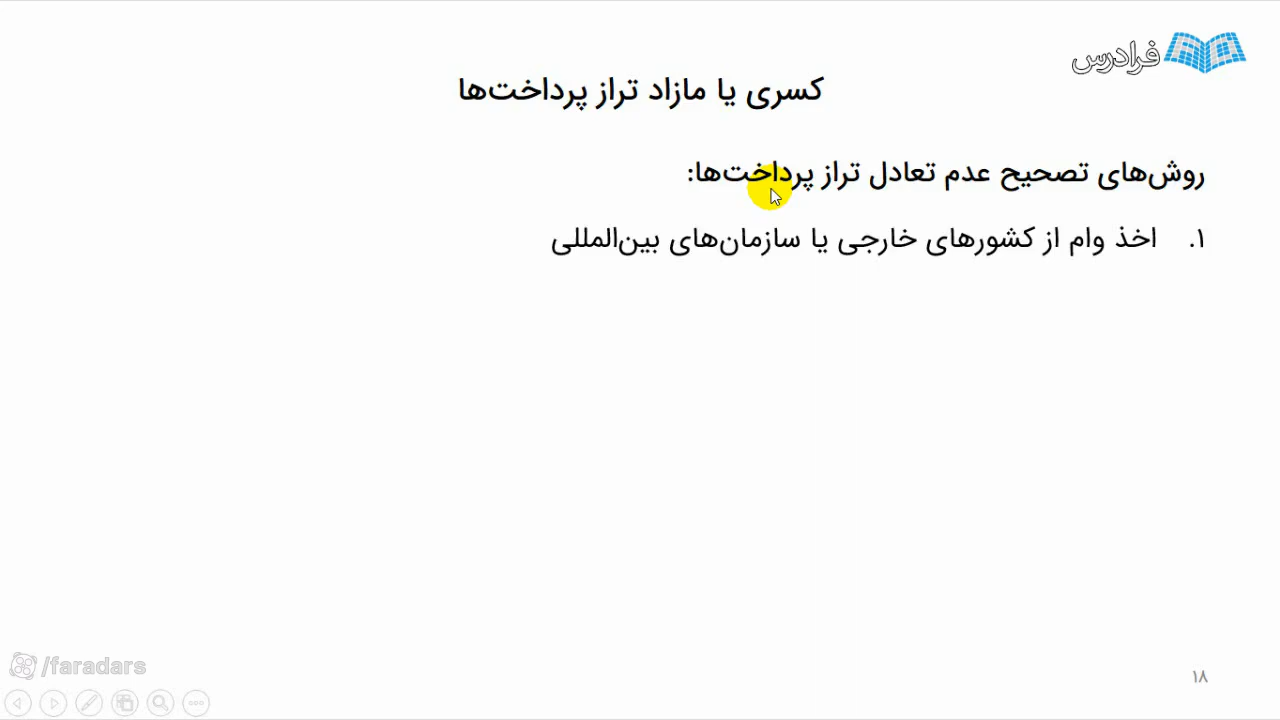 فرادرس
کسری یا مازاد تراز پرداخت‌ها
روش‌های تصحیح عدم تعادل تراز پرداخت‌ها:
۱. اخذ وام از کشورهای خارجی یا سازمان‌های بین‌المللی
/faradars
۱۸